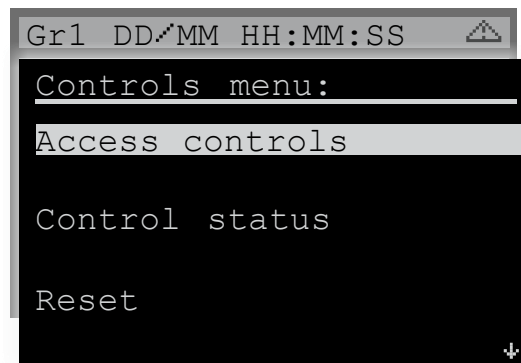 Gr1 DD/MM HH:MM:SS
Controls menu:
Access controls
Control status
Reset